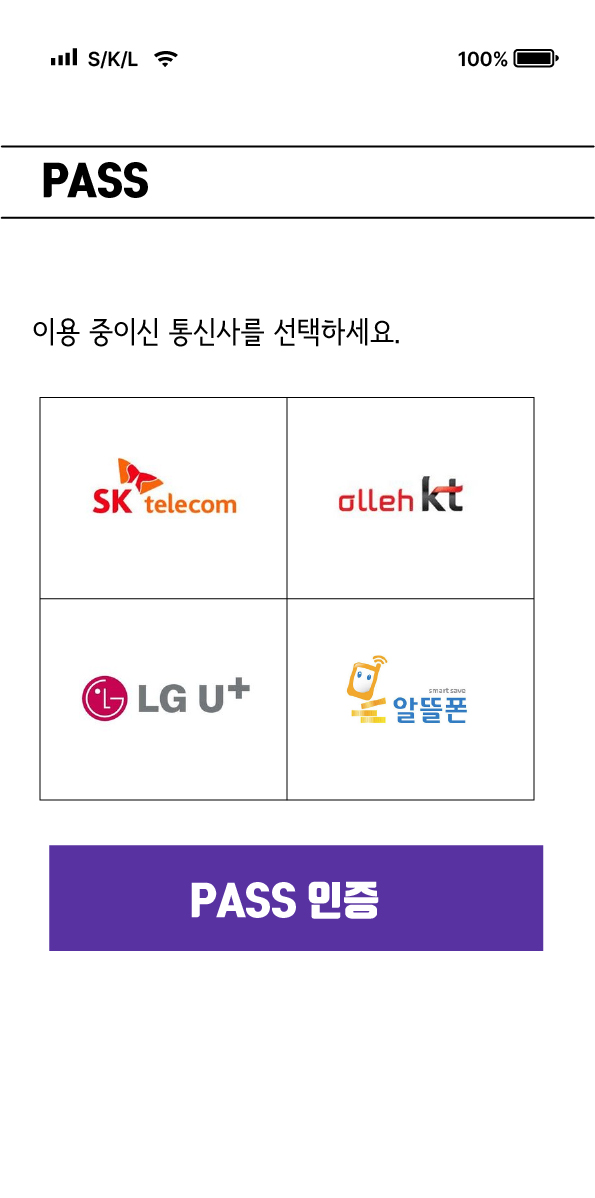 S/K/L 100%
PASS
이용 중이신 통신사를 선택하세요.
SK telecom
olleh kt
LG U+
smart save
알뜰폰
PASS 인증